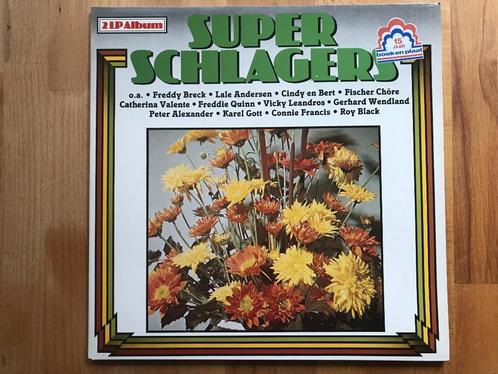 2 LP Album
SUPER
SCHLAGERS
15
JAAR
boek en plaat
o.a. • Freddy Breck • Lale Andersen • Cindy en Bert • Fischer Chöre
Catherina Valente • Freddie Quinn • Vicky Leandros • Gerhard Wendland
Peter Alexander • Karel Gott • Connie Francis • Roy Black